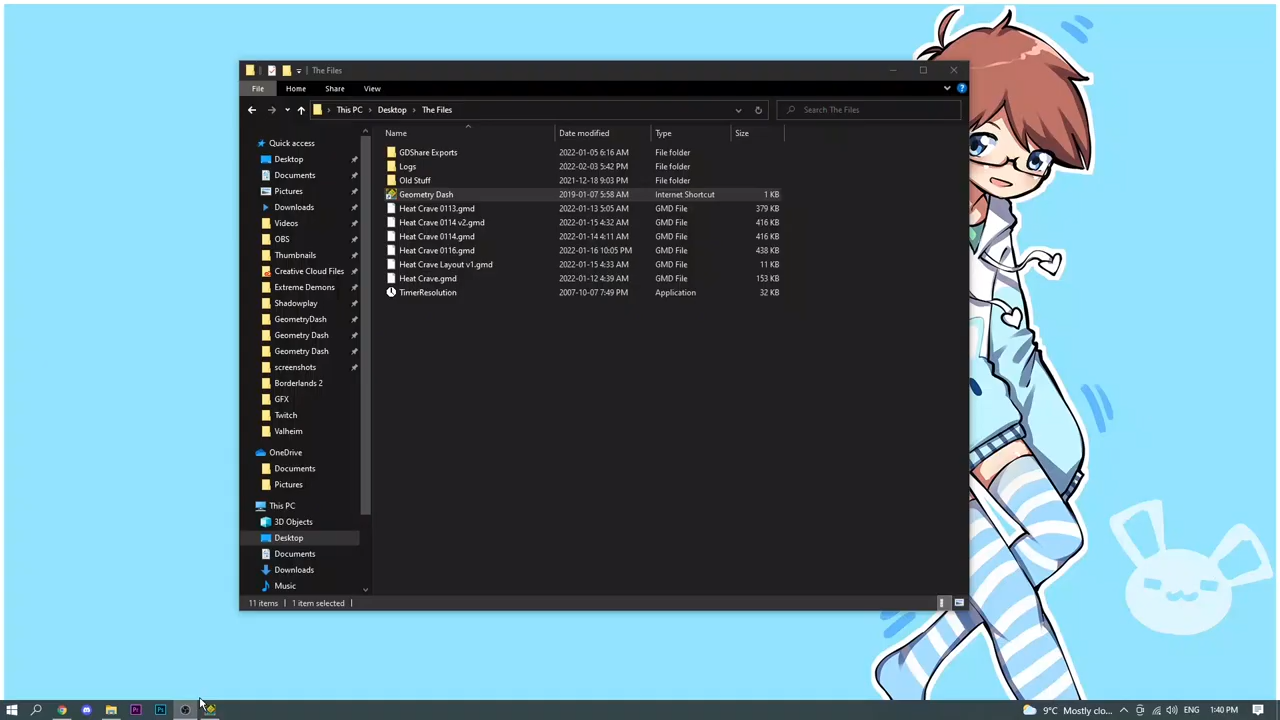 The Files
File Home Share View
This PC > Desktop > The Files
Search The Files
Name Date modified Type Size
GDShare Exports 2022-01-05 6:16 AM File folder
Logs 2022-02-03 5:42 PM File folder
Old Stuff 2021-12-18 9:03 PM File folder
Geometry Dash 2019-01-07 5:58 AM Internet Shortcut 1 KB
Heat Crave 0113.gmd 2022-01-13 5:05 AM GMD File 379 KB
Heat Crave 0114 v2.gmd 2022-01-15 4:32 AM GMD File 416 KB
Heat Crave 0114.gmd 2022-01-14 4:11 AM GMD File 416 KB
Heat Crave 0116.gmd 2022-01-16 10:05 PM GMD File 438 KB
Heat Crave Layout v1.gmd 2022-01-15 4:33 AM GMD File 11 KB
Heat Crave.gmd 2022-01-12 4:39 AM GMD File 153 KB
TimerResolution 2007-10-07 7:49 PM Application 32 KB
Quick access
Desktop
Documents
Pictures
Downloads
Videos
OBS
Thumbnails
Creative Cloud Files
Extreme Demons
Shadowplay
GeometryDash
Geometry Dash
Geometry Dash
screenshots
Borderlands 2
GFX
Twitch
Valheim
OneDrive
Documents
Pictures
This PC
3D Objects
Desktop
Documents
Downloads
Music
11 items 1 item selected
Pr Ps
9°C Mostly clo... ENG 1:40 PM